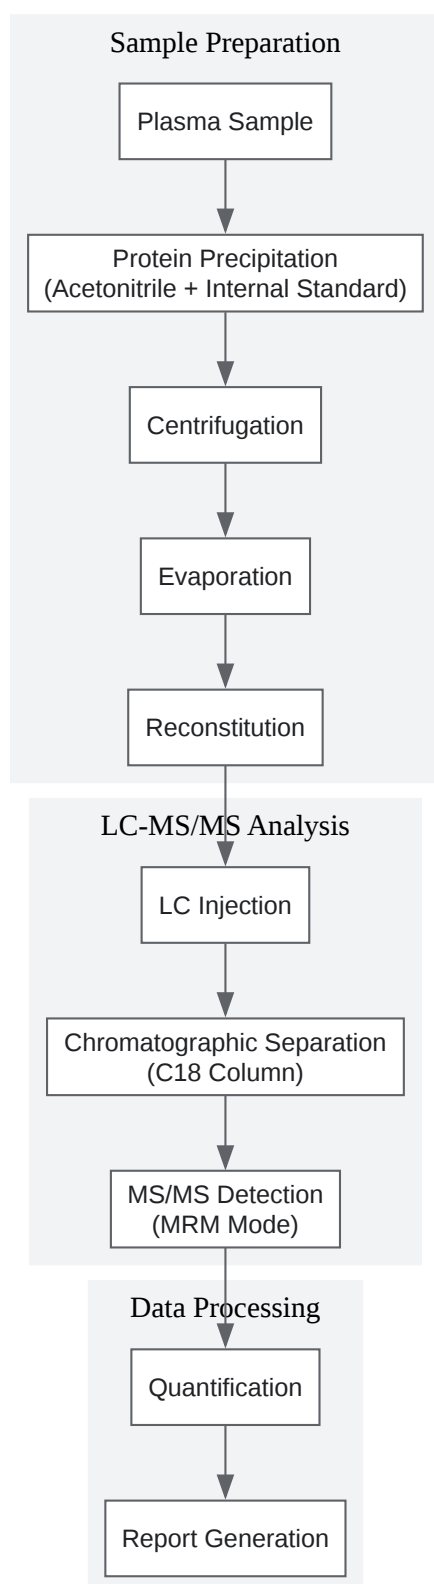 Sample Preparation
Plasma Sample
Protein Precipitation
(Acetonitrile + Internal Standard)
Centrifugation
Evaporation
Reconstitution
LC-MS/MS Analysis
LC Injection
Chromatographic Separation
(C18 Column)
MS/MS Detection
(MRM Mode)
Data Processing
Quantification
Report Generation